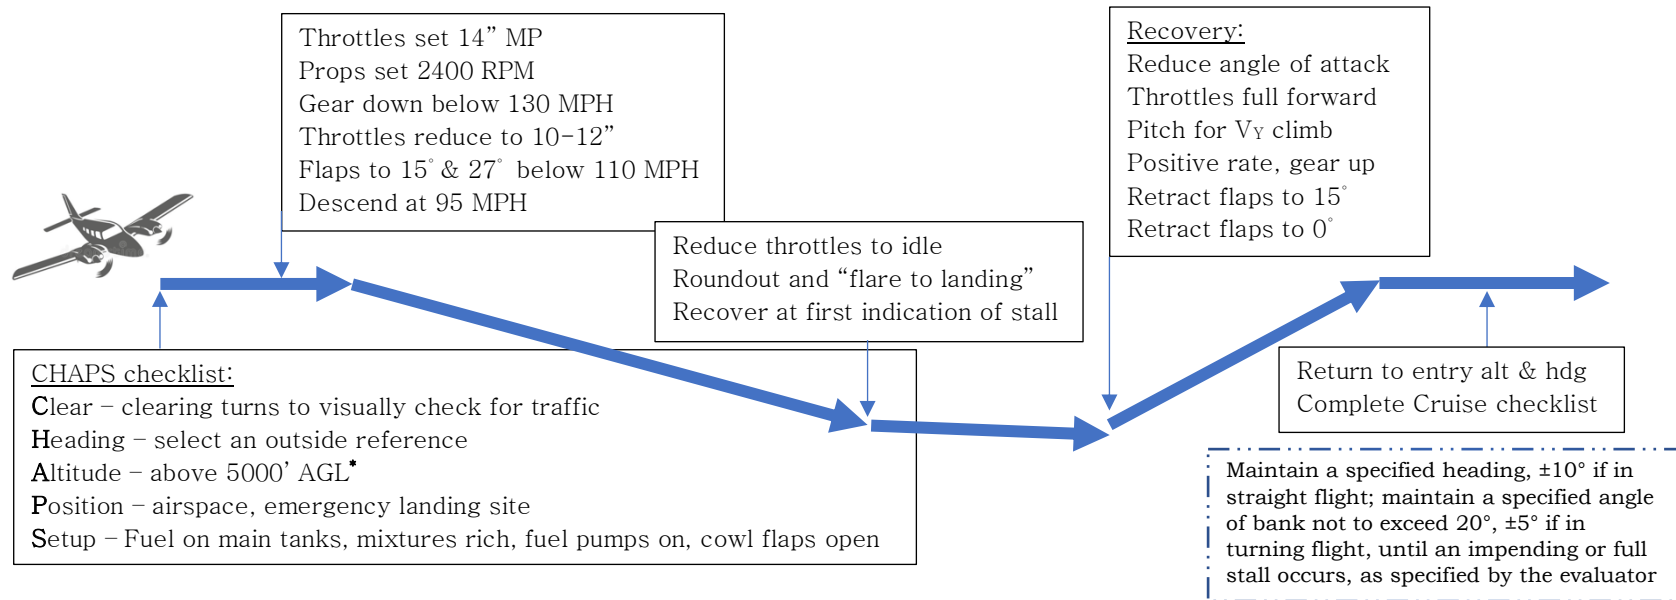 Throttles set 14” MP
Props set 2400 RPM
Gear down below 130 MPH
Throttles reduce to 10-12”
Flaps to 15° & 27° below 110 MPH
Descend at 95 MPH
CHAPS checklist:
Clear – clearing turns to visually check for traffic
Heading – select an outside reference
Altitude – above 5000’ AGL*
Position – airspace, emergency landing site
Setup – Fuel on main tanks, mixtures rich, fuel pumps on, cowl flaps open
Reduce throttles to idle
Roundout and “flare to landing”
Recover at first indication of stall
Recovery:
Reduce angle of attack
Throttles full forward
Pitch for VY climb
Positive rate, gear up
Retract flaps to 15°
Retract flaps to 0°
Return to entry alt & hdg
Complete Cruise checklist
Maintain a specified heading, ±10° if in
straight flight; maintain a specified angle
of bank not to exceed 20°, ±5° if in
turning flight, until an impending or full
stall occurs, as specified by the evaluator